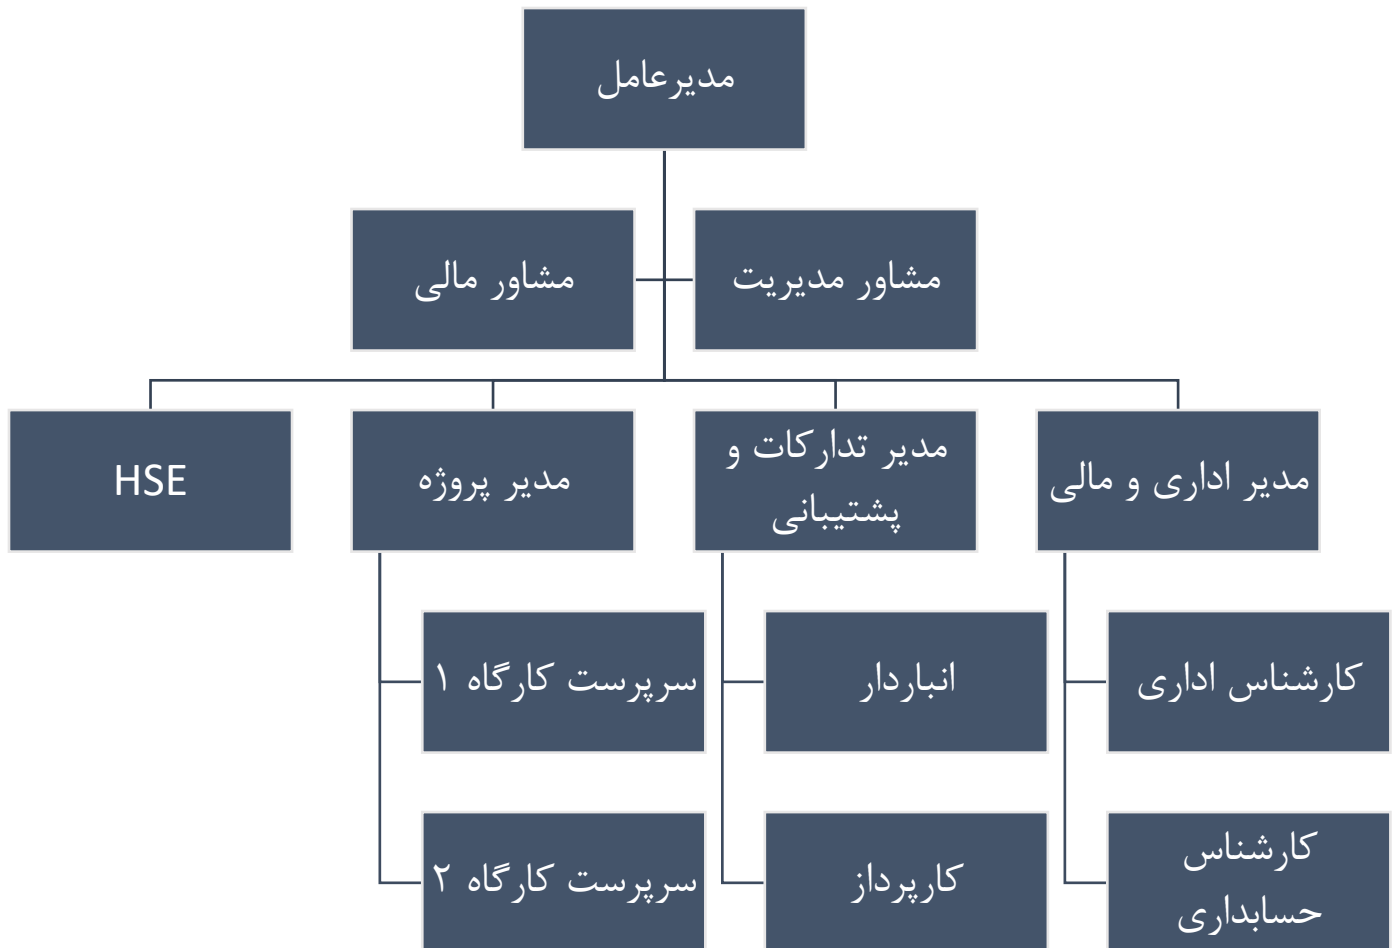 مدیرعامل
مشاور مدیریت
مشاور مالی
مدیر اداری و مالی
مدیر تدارکات و
پشتیبانی
مدیر پروژه
HSE
کارشناس اداری
انباردار
سرپرست کارگاه ۱
کارشناس
حسابداری
کارپرداز
سرپرست کارگاه ۲